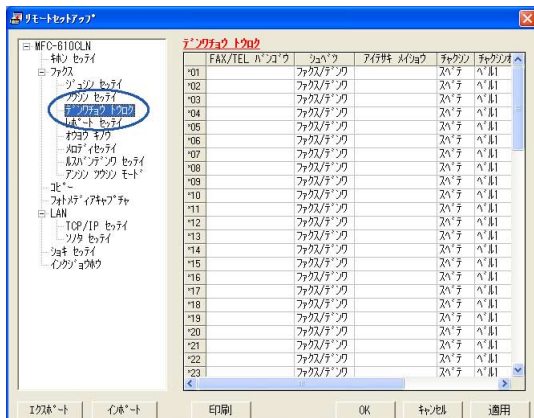 リモートセットアップ
MFC-610CLN
キホン セッテイ
ファクス
ジュシン セッテイ
ソウシン セッテイ
デンワチョウ トウロク
レポート セッテイ
オウヨウ キノウ
メロディセッテイ
ルスバンデンワ セッテイ
アンシン ツウシン モード
コピー
フォトメディアキャプチャ
LAN
TCP/IP セッテイ
ソノタ セッテイ
ショキ セッテイ
インクジョウホウ
デンワチョウ トウロク
FAX/TEL バンゴウ シュベツ アイテサキ メイショウ チャクシン チャクシンオ
*01 ファクス/デンワ スベテ ベル1
*02 ファクス/デンワ スベテ ベル1
*03 ファクス/デンワ スベテ ベル1
*04 ファクス/デンワ スベテ ベル1
*05 ファクス/デンワ スベテ ベル1
*06 ファクス/デンワ スベテ ベル1
*07 ファクス/デンワ スベテ ベル1
*08 ファクス/デンワ スベテ ベル1
*09 ファクス/デンワ スベテ ベル1
*10 ファクス/デンワ スベテ ベル1
*11 ファクス/デンワ スベテ ベル1
*12 ファクス/デンワ スベテ ベル1
*13 ファクス/デンワ スベテ ベル1
*14 ファクス/デンワ スベテ ベル1
*15 ファクス/デンワ スベテ ベル1
*16 ファクス/デンワ スベテ ベル1
*17 ファクス/デンワ スベテ ベル1
*18 ファクス/デンワ スベテ ベル1
*19 ファクス/デンワ スベテ ベル1
*20 ファクス/デンワ スベテ ベル1
*21 ファクス/デンワ スベテ ベル1
*22 ファクス/デンワ スベテ ベル1
*23 ファクス/デンワ スベテ ベル1
エクスポート インポート 印刷 OK キャンセル 適用